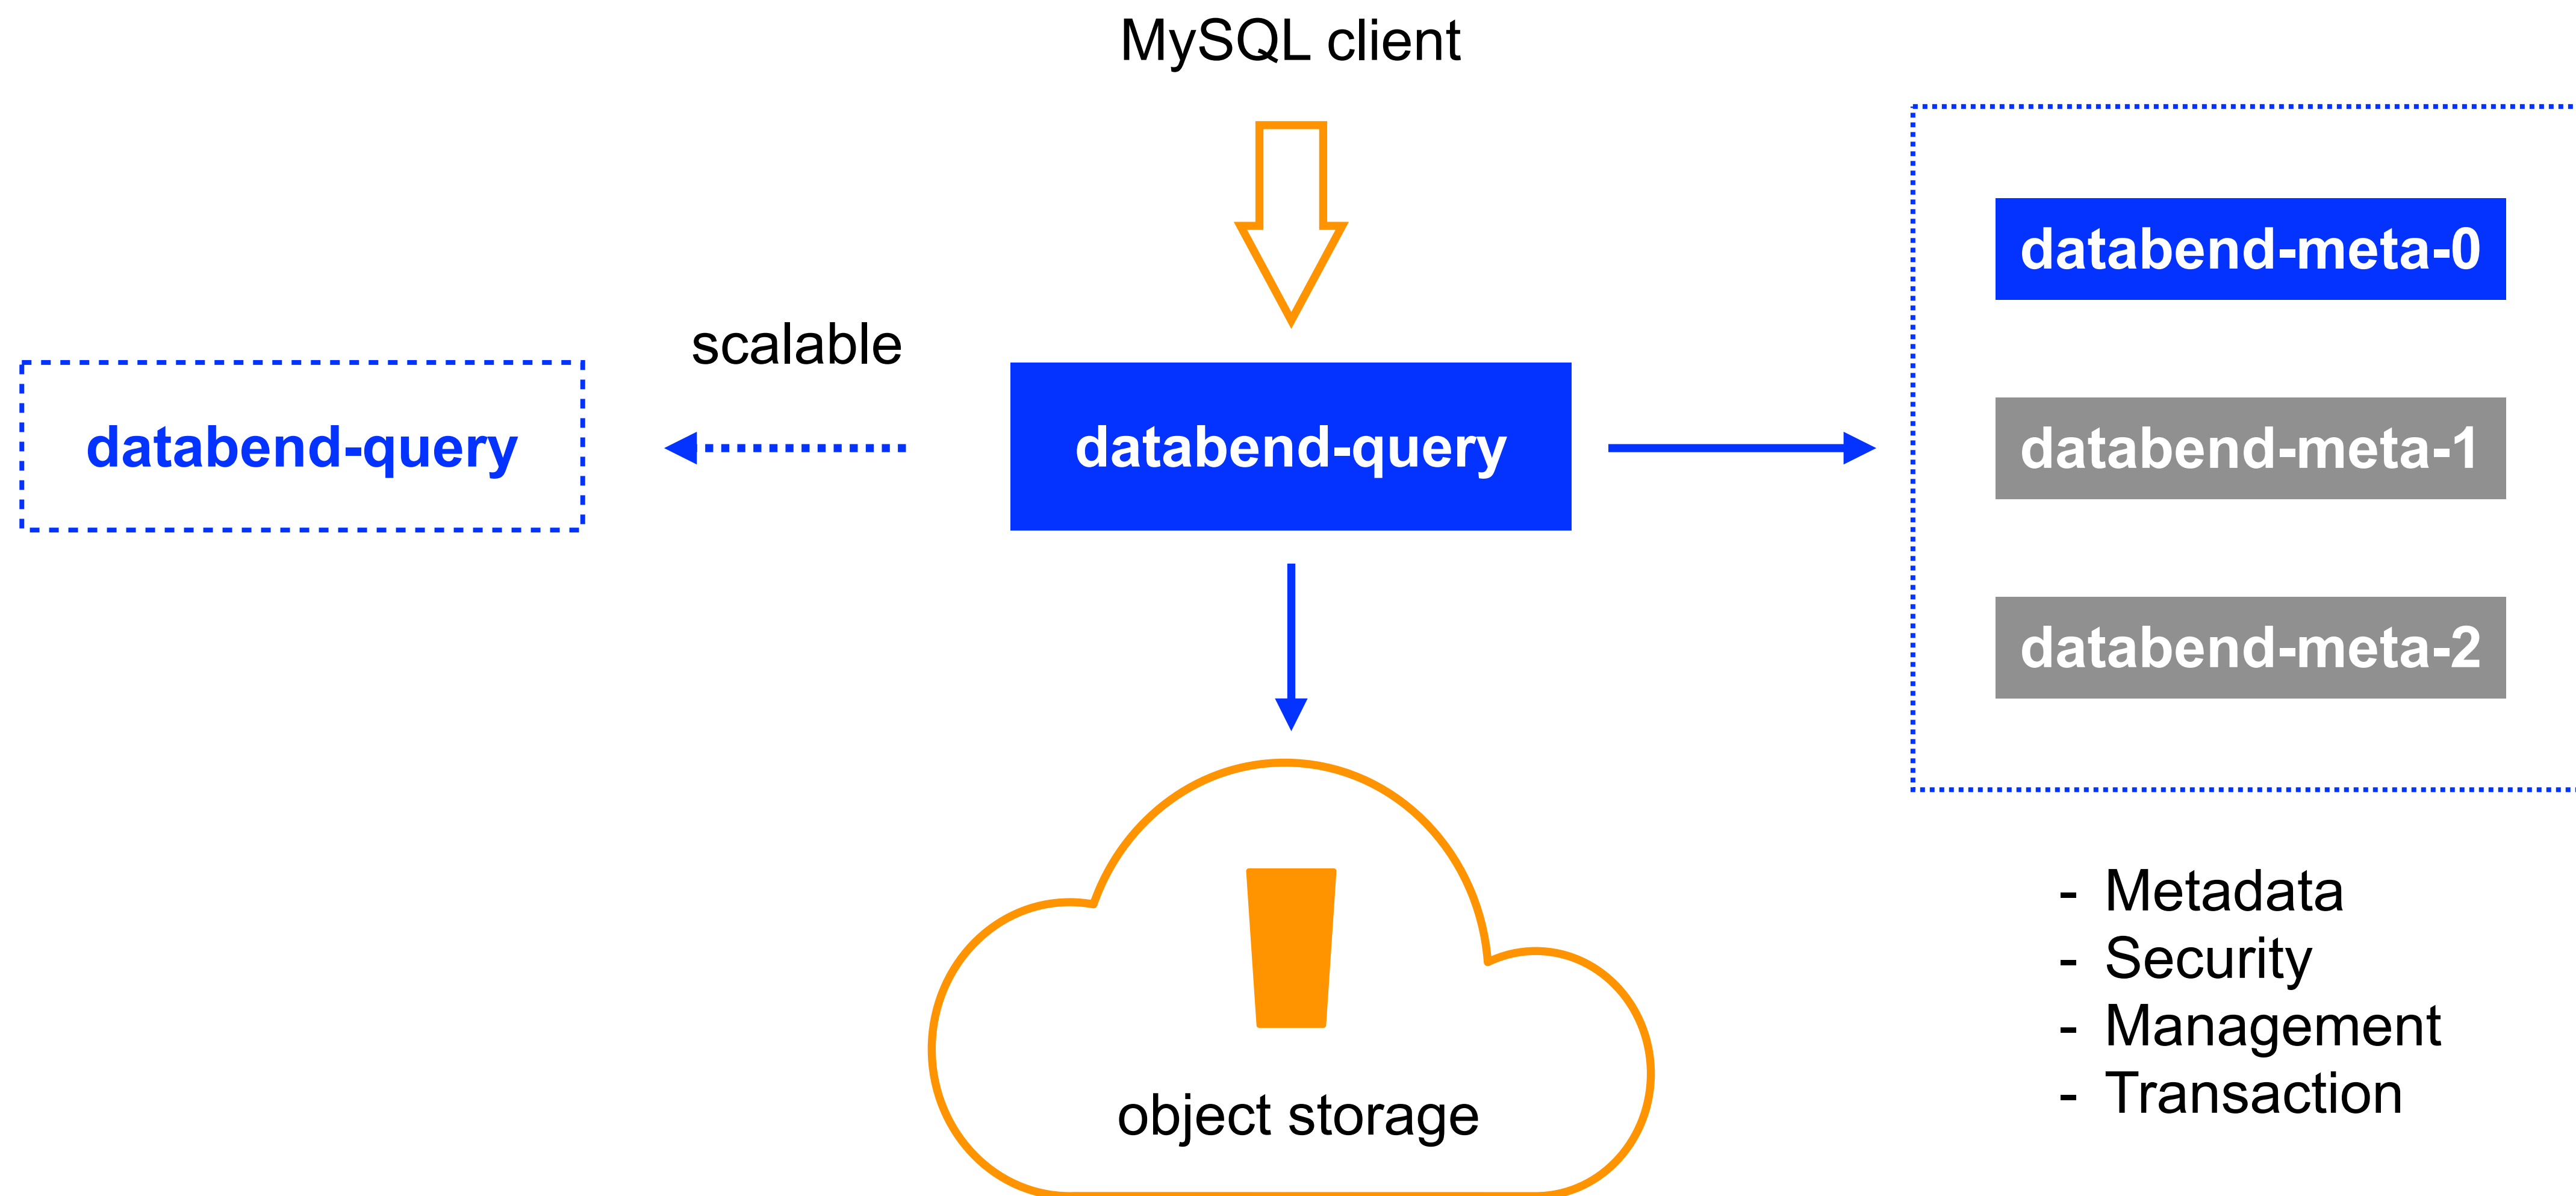 MySQL client
scalable
databend-query
databend-query
databend-meta-0
databend-meta-1
databend-meta-2
object storage
- Metadata
- Security
- Management
- Transaction